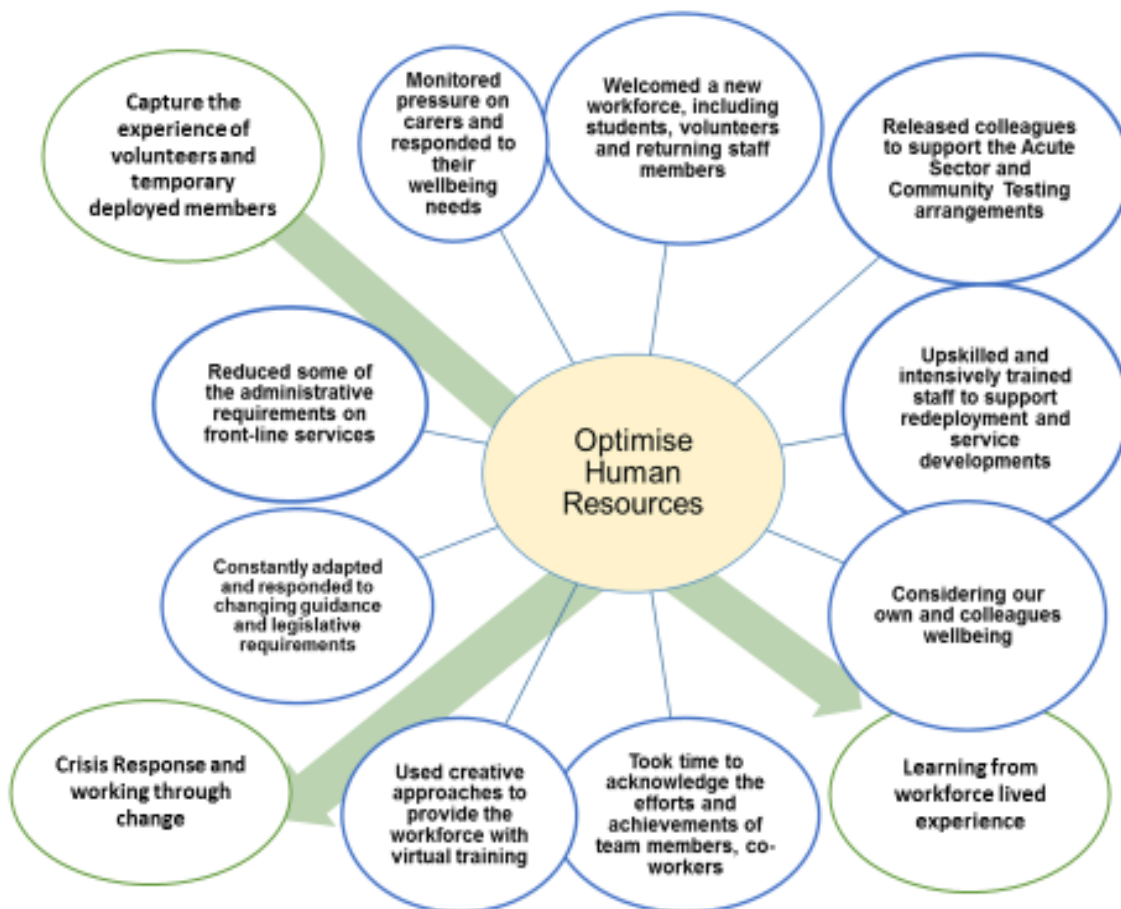 Capture the
experience of
volunteers and
temporary
deployed members
Monitored
pressure on
carers and
responded to
their
wellbeing
needs
Welcomed a new
workforce, including
students, volunteers
and returning staff
members
Released colleagues
to support the Acute
Sector and
Community Testing
arrangements
Reduced some of
the administrative
requirements on
front-line services
Optimise
Human
Resources
Upskilled and
intensively trained
staff to support
redeployment and
service
developments
Constantly adapted
and responded to
changing guidance
and legislative
requirements
Considering our
own and colleagues
wellbeing
Crisis Response and
working through
change
Used creative
approaches to
provide the
workforce with
virtual training
Took time to
acknowledge the
efforts and
achievements of
team members, co-
workers
Learning from
workforce lived
experience